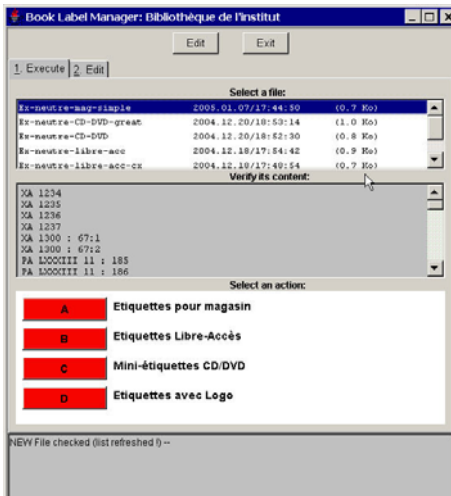 Book Label Manager: Bibliothèque de l'institut
Edit Exit
1. Execute 2. Edit
Select a file:
Ex-neutre-mag-simple 2005.01.07/17:44:50 (0.7 Ko)
Ex-neutre-CD-DVD-great 2004.12.20/18:53:14 (1.0 Ko)
Ex-neutre-CD-DVD 2004.12.20/18:52:30 (0.8 Ko)
Ex-neutre-libre-acc 2004.12.18/17:54:42 (0.9 Ko)
Ex-neutre-libre-acc-cx 2004.12.18/17:40:54 (0.7 Ko)
Verify its content:
XA 1234
XA 1235
XA 1236
XA 1237
XA 1300 : 67:1
XA 1300 : 67:2
PA LXXXIII 11 : 185
PA LXXXIII 11 : 186
Select an action:
A Etiquettes pour magasin
B Etiquettes Libre-Accès
C Mini-étiquettes CD/DVD
D Etiquettes avec Logo
NEW File checked (list refreshed !) --